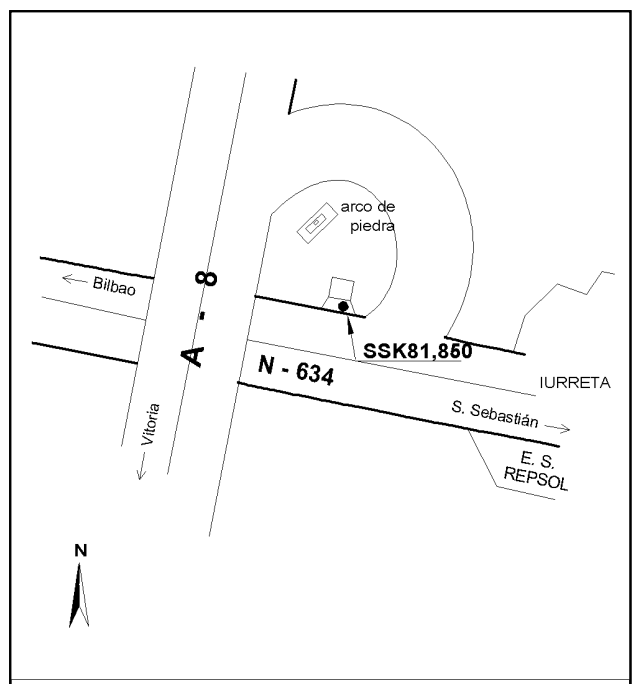 arco de
piedra
Bilbao
A - 8
SSK81,850
N - 634
IURRETA
S. Sebastián
Vitoria
E. S.
REPSOL
N